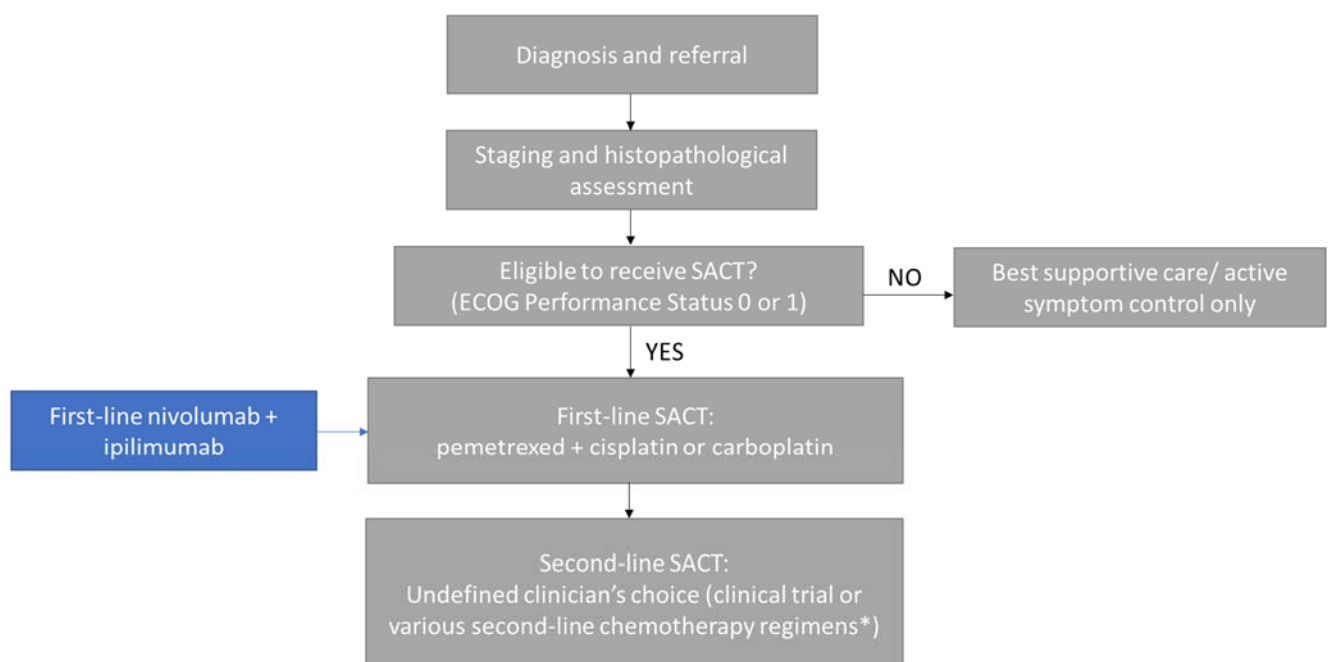 Diagnosis and referral
Staging and histopathological
assessment
Eligible to receive SACT?
(ECOG Performance Status 0 or 1)
NO
Best supportive care/ active
symptom control only
YES
First-line nivolumab +
ipilimumab
First-line SACT:
pemetrexed + cisplatin or carboplatin
Second-line SACT:
Undefined clinician’s choice (clinical trial or
various second-line chemotherapy regimens*)